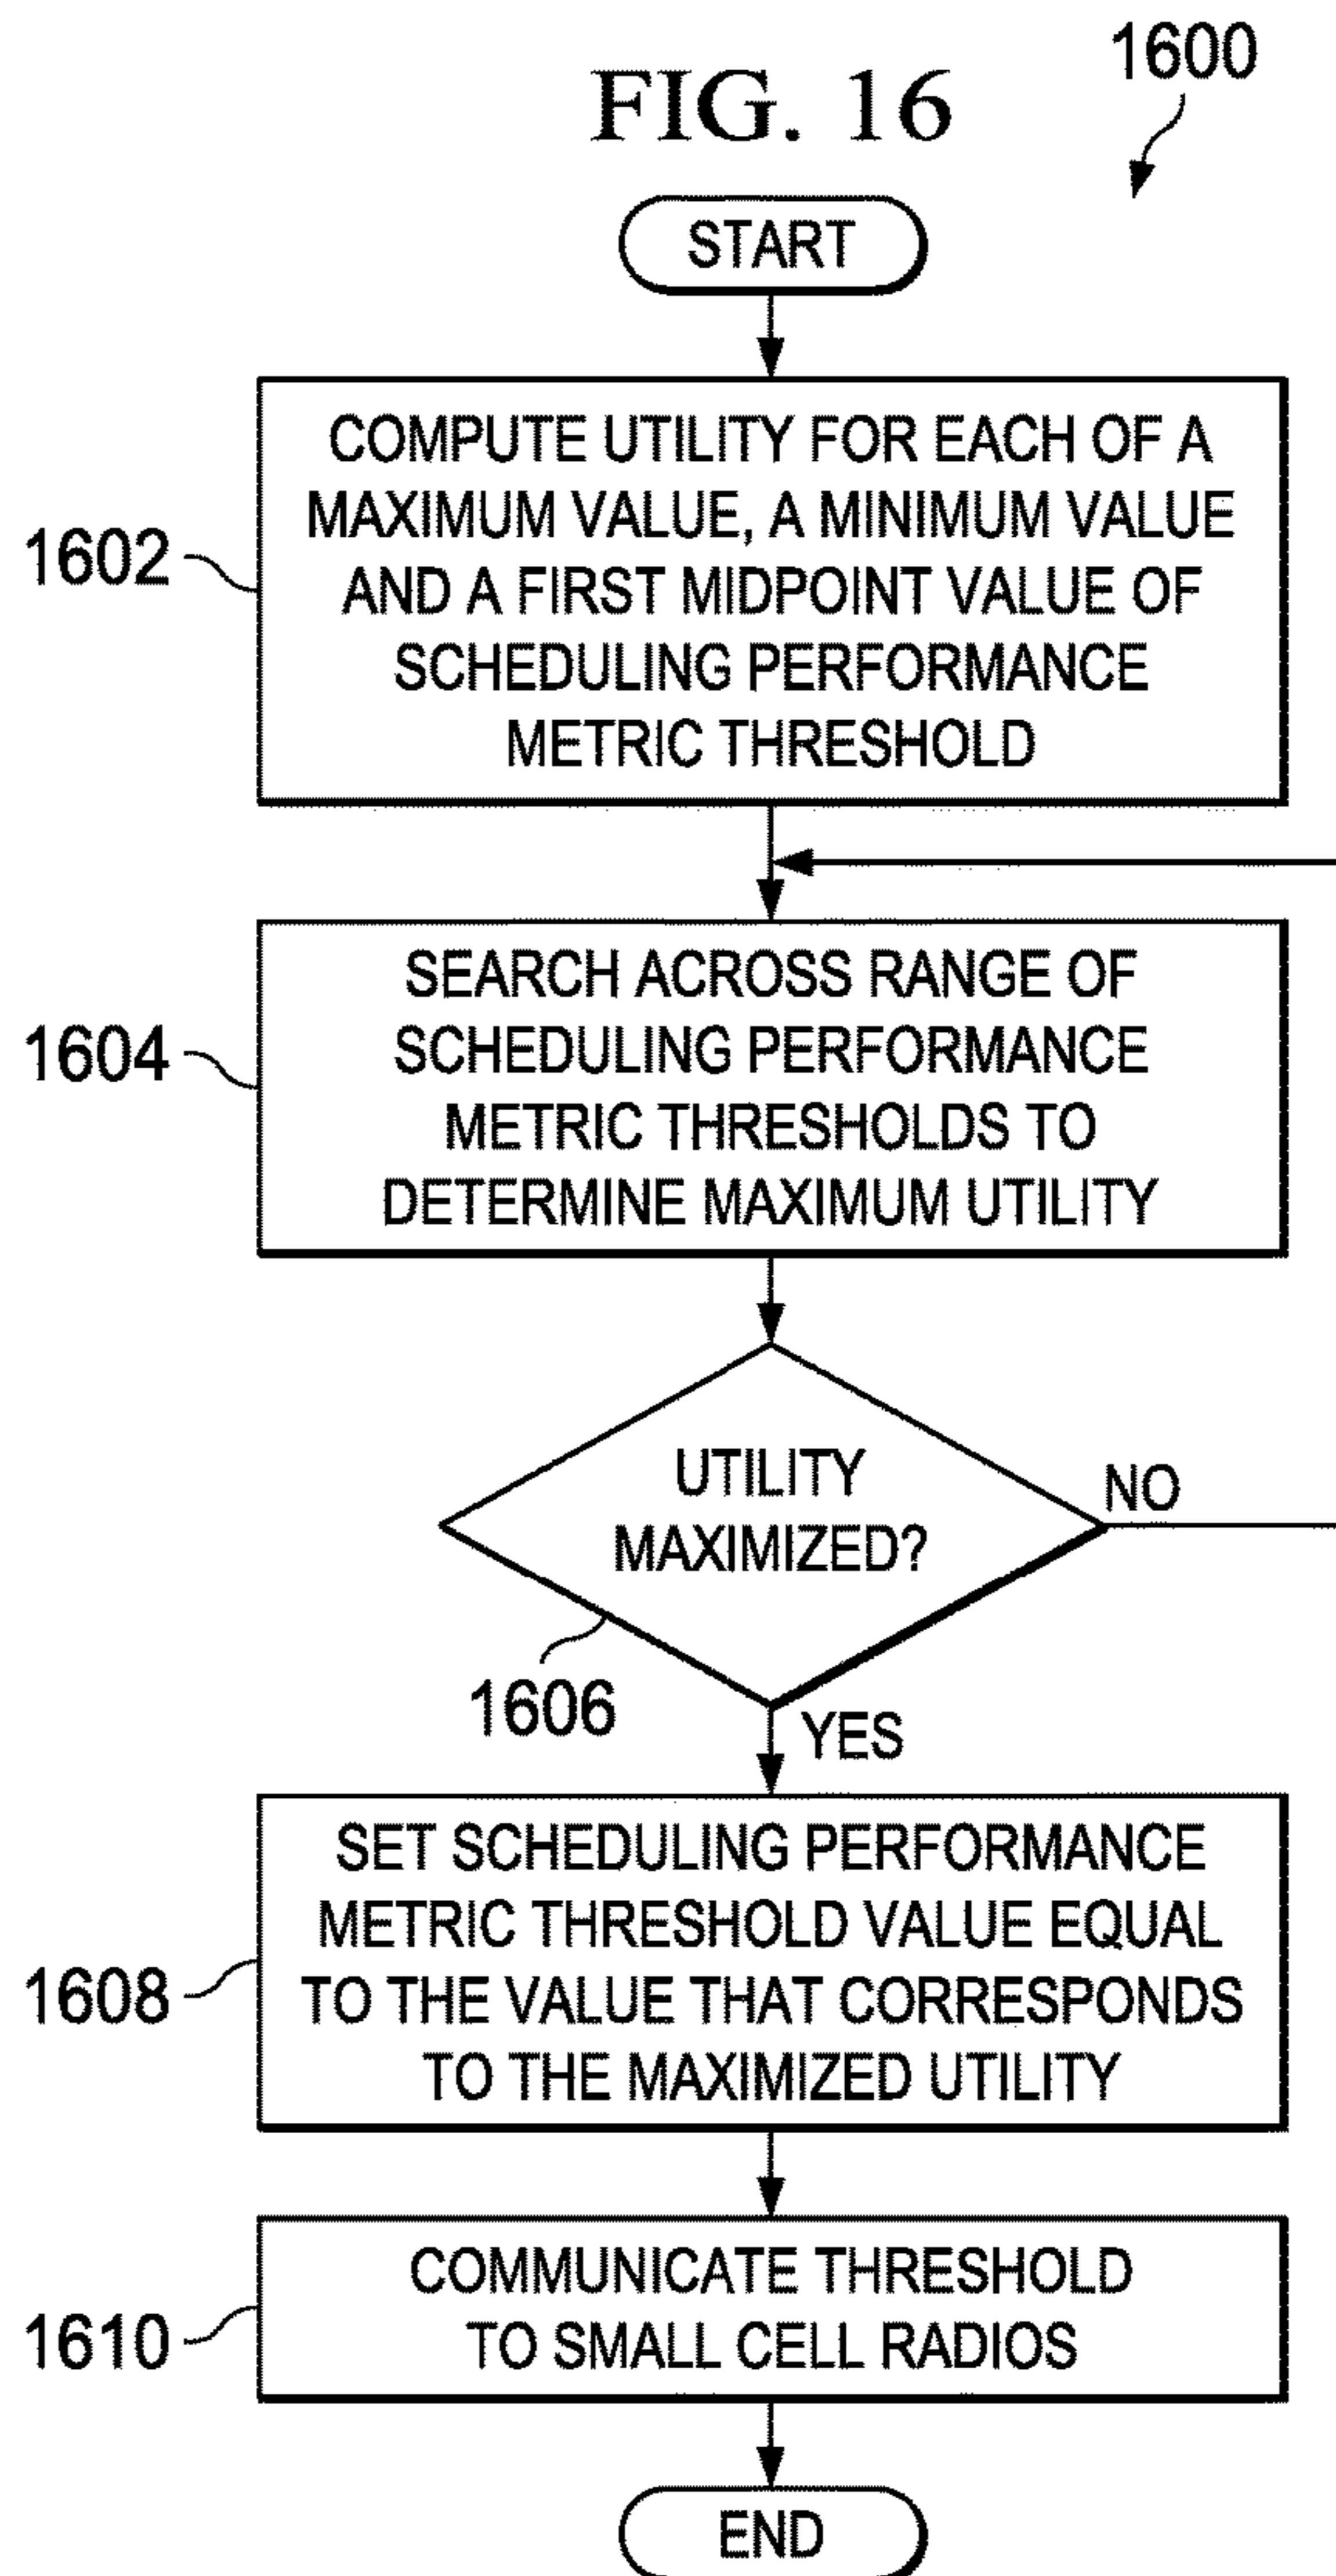 1600
FIG. 16
START
COMPUTE UTILITY FOR EACH OF A
MAXIMUM VALUE, A MINIMUM VALUE
1602
AND A FIRST MIDPOINT VALUE OF
SCHEDULING PERFORMANCE
METRIC THRESHOLD
SEARCH ACROSS RANGE OF
SCHEDULING PERFORMANCE
1604
METRIC THRESHOLDS TO
DETERMINE MAXIMUM UTILITY
UTILITY
MAXIMIZED?
NO
1606
YES
SET SCHEDULING PERFORMANCE
METRIC THRESHOLD VALUE EQUAL
1608
TO THE VALUE THAT CORRESPONDS
TO THE MAXIMIZED UTILITY
COMMUNICATE THRESHOLD
1610
TO SMALL CELL RADIOS
END